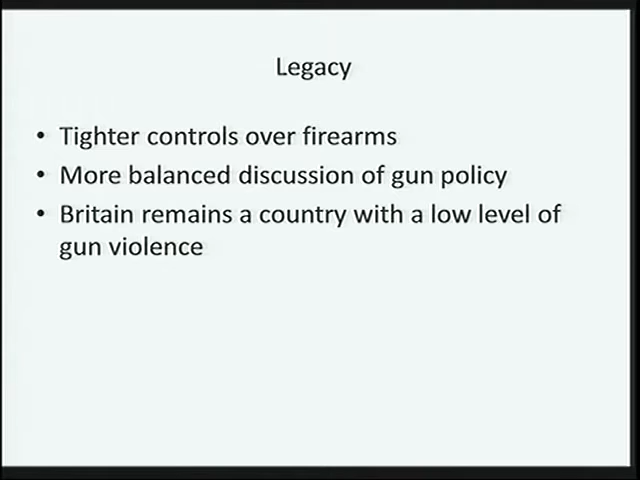 Legacy
• Tighter controls over firearms
• More balanced discussion of gun policy
• Britain remains a country with a low level of
gun violence